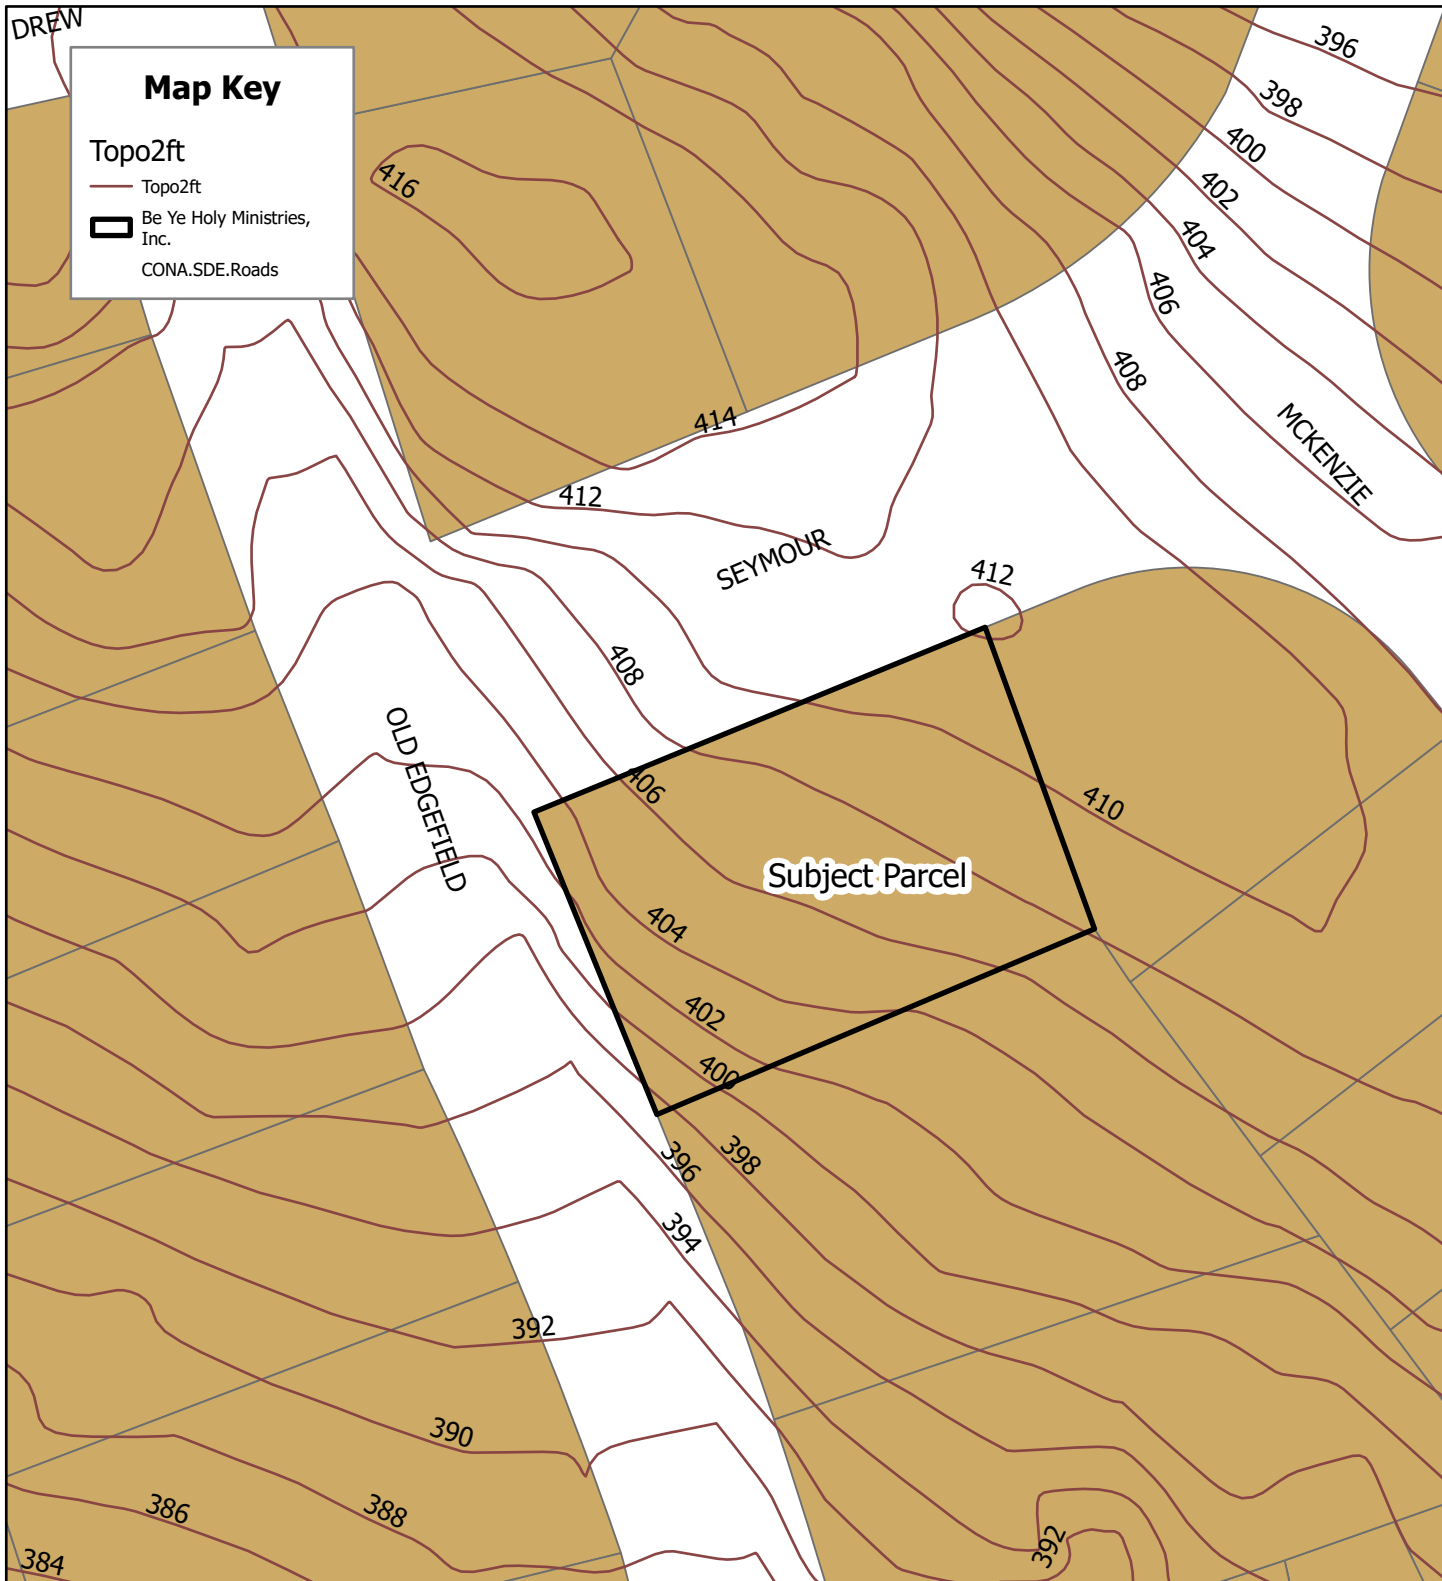 DREW
Map Key
Topo2ft
Topo2ft
Be Ye Holy Ministries,
Inc.
CONA.SDE.Roads
396
398
400
402
404
406
408
MCKENZIE
416
414
412
SEYMOUR
412
408
OLD EDGEFIELD
406
410
Subject Parcel
404
402
400
398
396
394
392
390
388
386
384
392